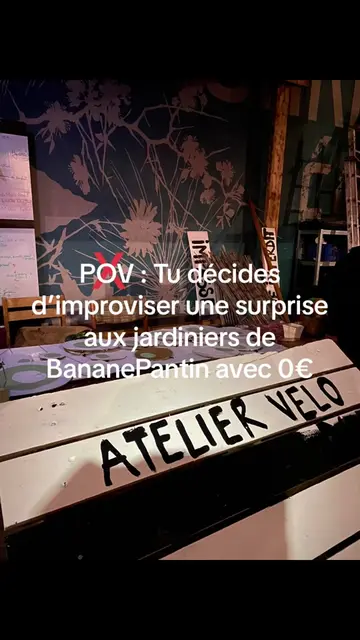 POV : Tu décides
d'improviser une surprise
aux jardiniers de
BananePantin avec 0€
ATELIER VELO